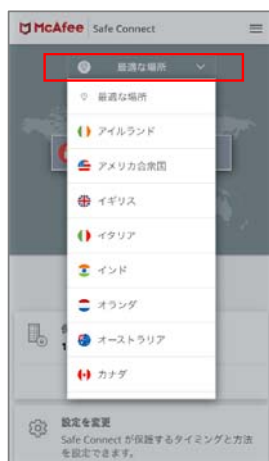 McAfee Safe Connect
最適な場所
最適な場所
アイルランド
アメリカ合衆国
イギリス
イタリア
インド
オランダ
オーストラリア
カナダ
設定を変更
Safe Connect が保護するタイミングと方法
を設定できます。